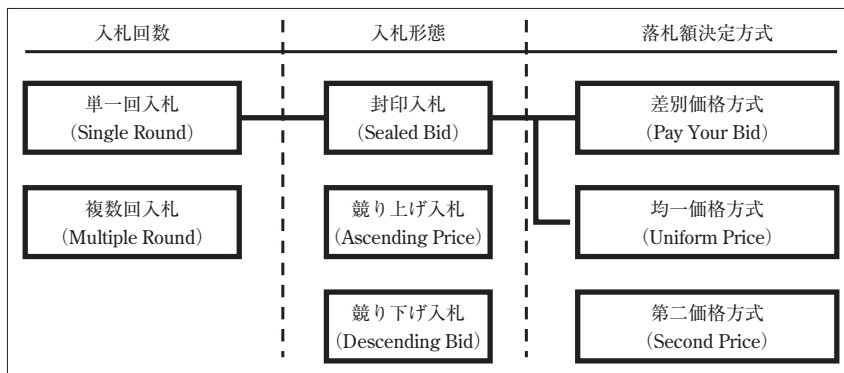 入札回数
入札形態
落札額決定方式
単一回入札
(Single Round)
封印入札
(Sealed Bid)
差別価格方式
(Pay Your Bid)
複数回入札
(Multiple Round)
競り上げ入札
(Ascending Price)
均一価格方式
(Uniform Price)
競り下げ入札
(Descending Bid)
第二価格方式
(Second Price)